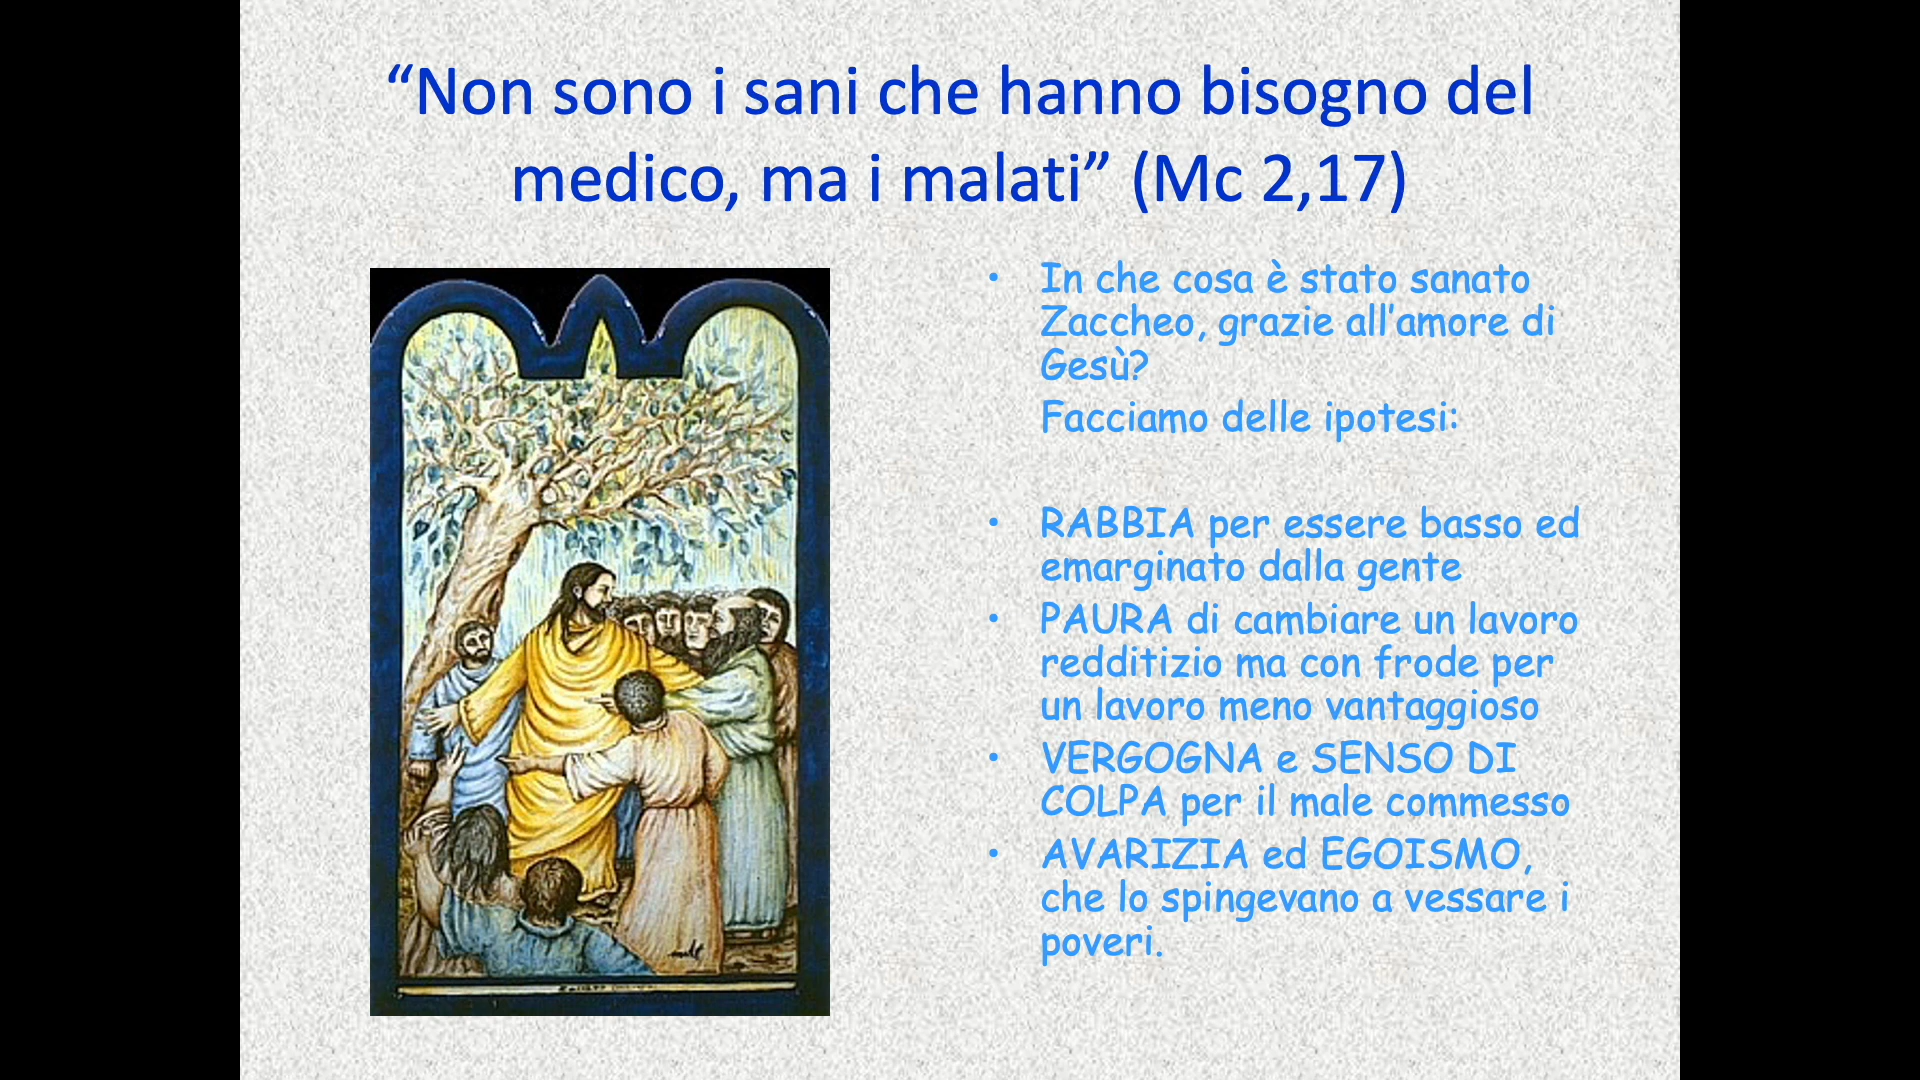 “Non sono i sani che hanno bisogno del
medico, ma i malati” (Mc 2,17)
• In che cosa è stato sanato
Zaccheo, grazie all’amore di
Gesù?
Facciamo delle ipotesi:
• RABBIA per essere basso ed
emarginato dalla gente
• PAURA di cambiare un lavoro
redditizio ma con frode per
un lavoro meno vantaggioso
• VERGOGNA e SENSO DI
COLPA per il male commesso
• AVARIZIA ed EGOISMO,
che lo spingevano a vessare i
poveri.